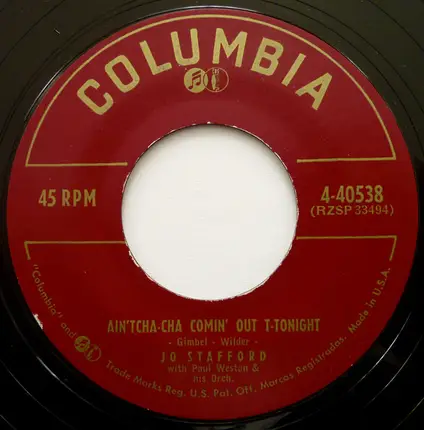 COLUMBIA
45 RPM
4-40538
(RZSP 33494)
AIN'TCHA-CHA COMIN' OUT T-TONIGHT
- Gimbel - Wilder -
JO STAFFORD
with Paul Weston &
his Orch.
"Columbia" and Trade Marks Reg. U.S. Pat. Off. Marcas Registradas. Made in U.S.A.